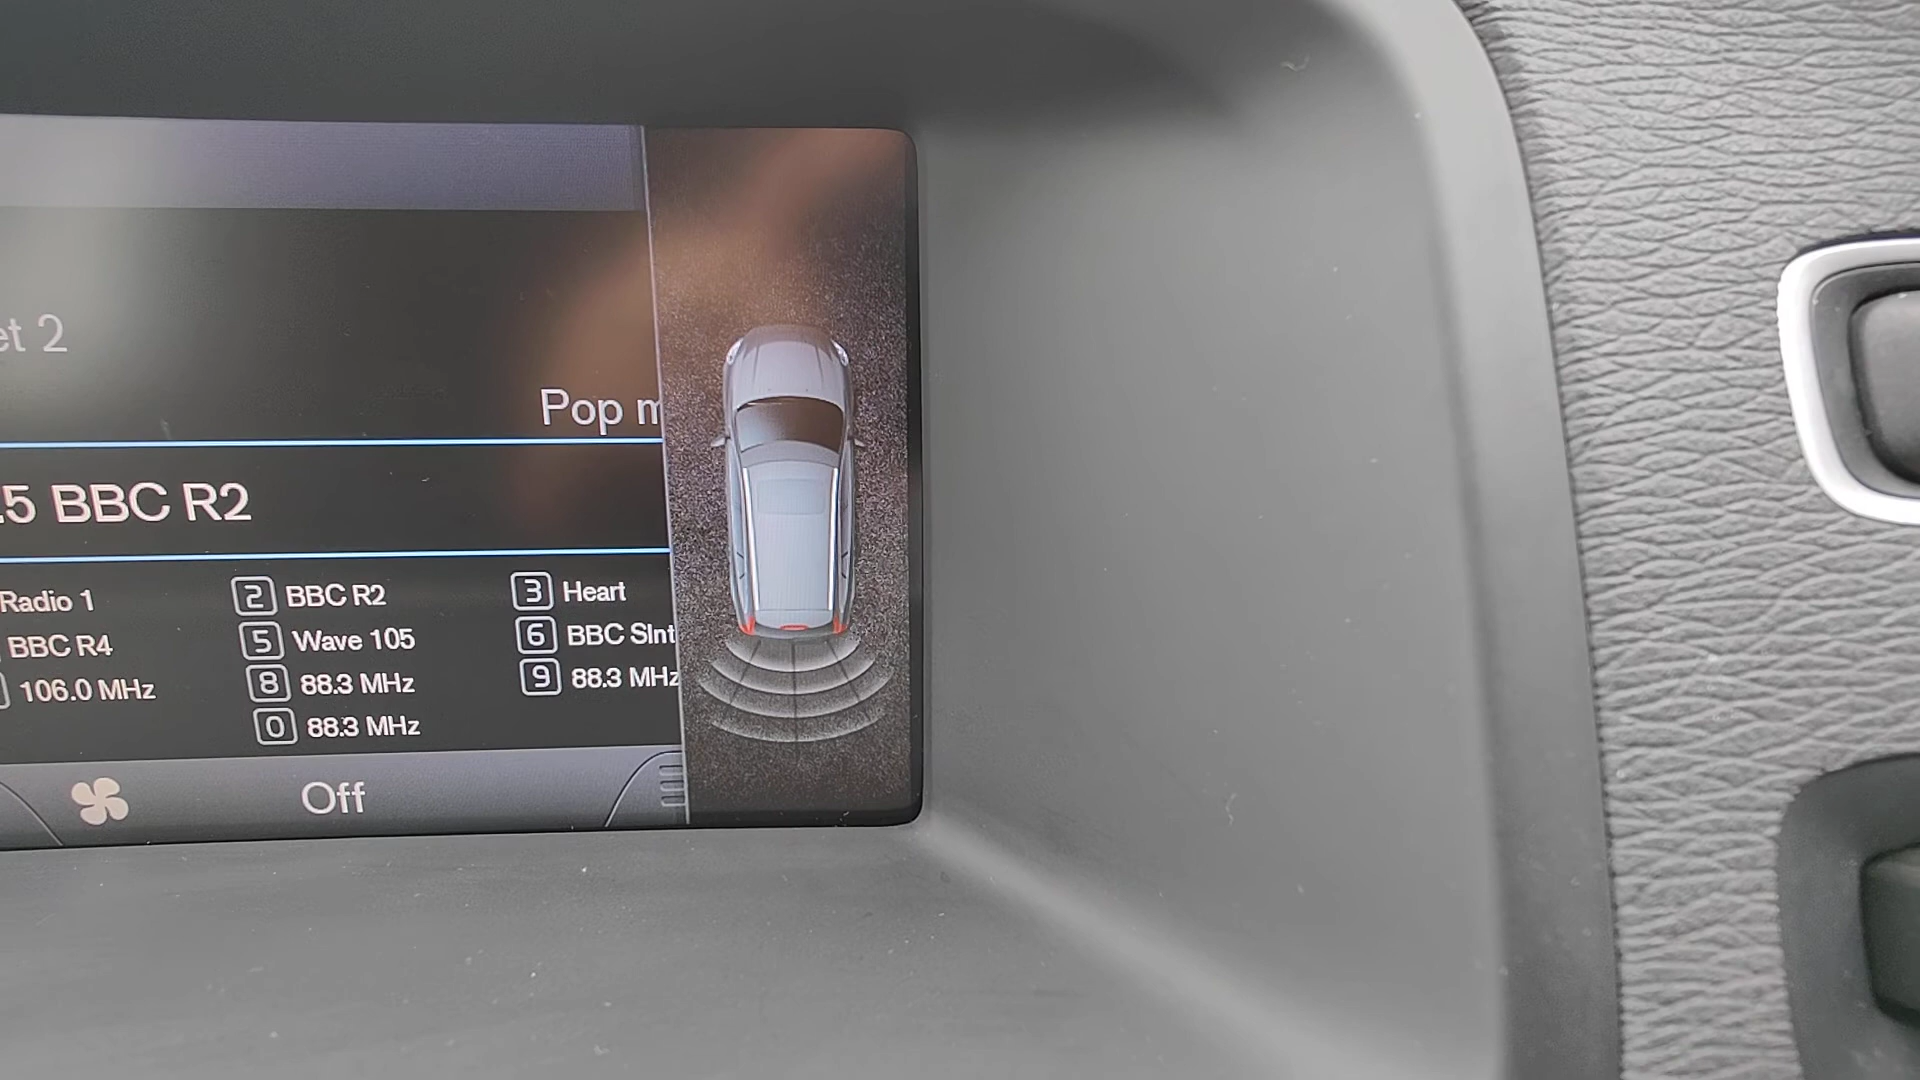 et 2
Pop m
.5 BBC R2
Radio 1 2 BBC R2 3 Heart
BBC R4 5 Wave 105 6 BBC Slnt
106.0 MHz 8 88.3 MHz 9 88.3 MHz
0 88.3 MHz
Off